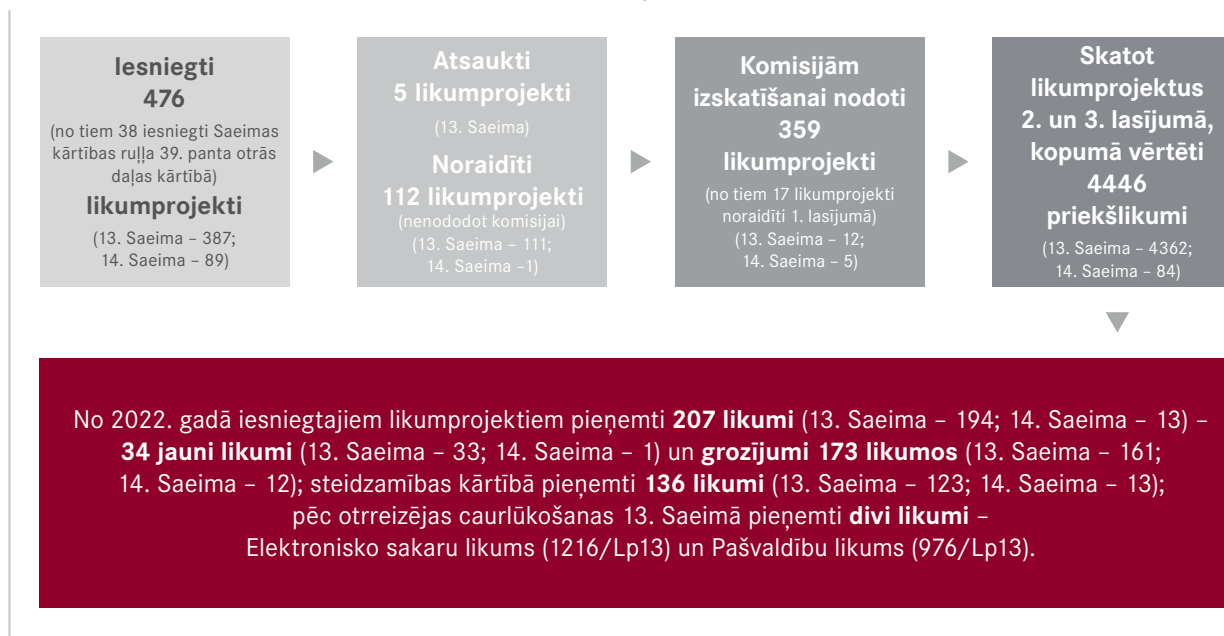 Iesniegti
476
(no tiem 38 iesniegti Saeimas
kārtības ruļļa 39. panta otrās
daļas kārtībā)
likumprojekti
(13. Saeima – 387;
14. Saeima – 89)
Atsaukti
5 likumprojekti
(13. Saeima)
Noraidīti
112 likumprojekti
(nenododot komisijai)
(13. Saeima – 111;
14. Saeima –1)
Komisijām
izskatīšanai nodoti
359
likumprojekti
(no tiem 17 likumprojekti
noraidīti 1. lasījumā)
(13. Saeima – 12;
14. Saeima – 5)
Skatot
likumprojektus
2. un 3. lasījumā,
kopumā vērtēti
4446
priekšlikumi
(13. Saeima – 4362;
14. Saeima – 84)
No 2022. gadā iesniegtajiem likumprojektiem pieņemti 207 likumi (13. Saeima – 194; 14. Saeima – 13) –
34 jauni likumi (13. Saeima – 33; 14. Saeima – 1) un grozījumi 173 likumos (13. Saeima – 161;
14. Saeima – 12); steidzamības kārtībā pieņemti 136 likumi (13. Saeima – 123; 14. Saeima – 13);
pēc otrreizējas caurlūkošanas 13. Saeimā pieņemti divi likumi –
Elektronisko sakaru likums (1216/Lp13) un Pašvaldību likums (976/Lp13).